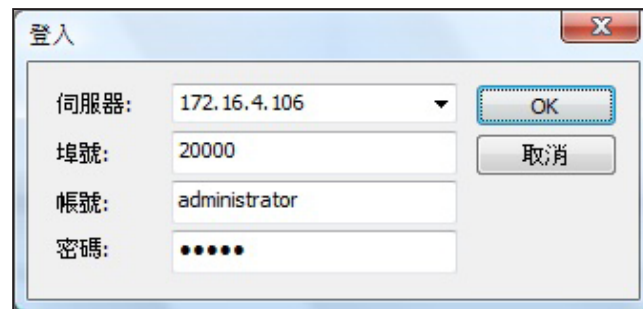 登入
伺服器: 172.16.4.106
OK
埠號: 20000
取消
帳號: administrator
密碼: •••••